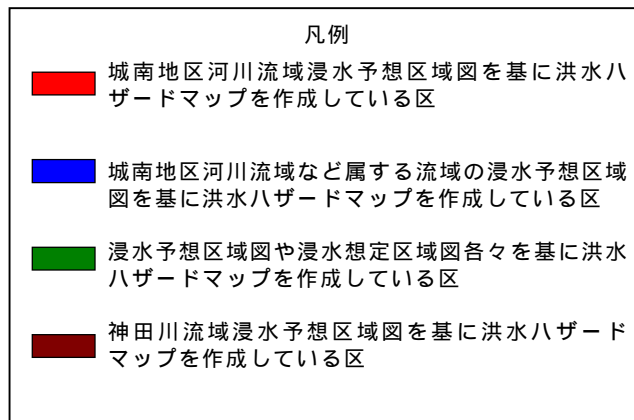 凡例
城南地区河川流域浸水予想区域図を基に洪水ハ
ザードマップを作成している区
城南地区河川流域など属する流域の浸水予想区域
図を基に洪水ハザードマップを作成している区
浸水予想区域図や浸水想定区域図各々を基に洪水
ハザードマップを作成している区
神田川流域浸水予想区域図を基に洪水ハザード
マップを作成している区